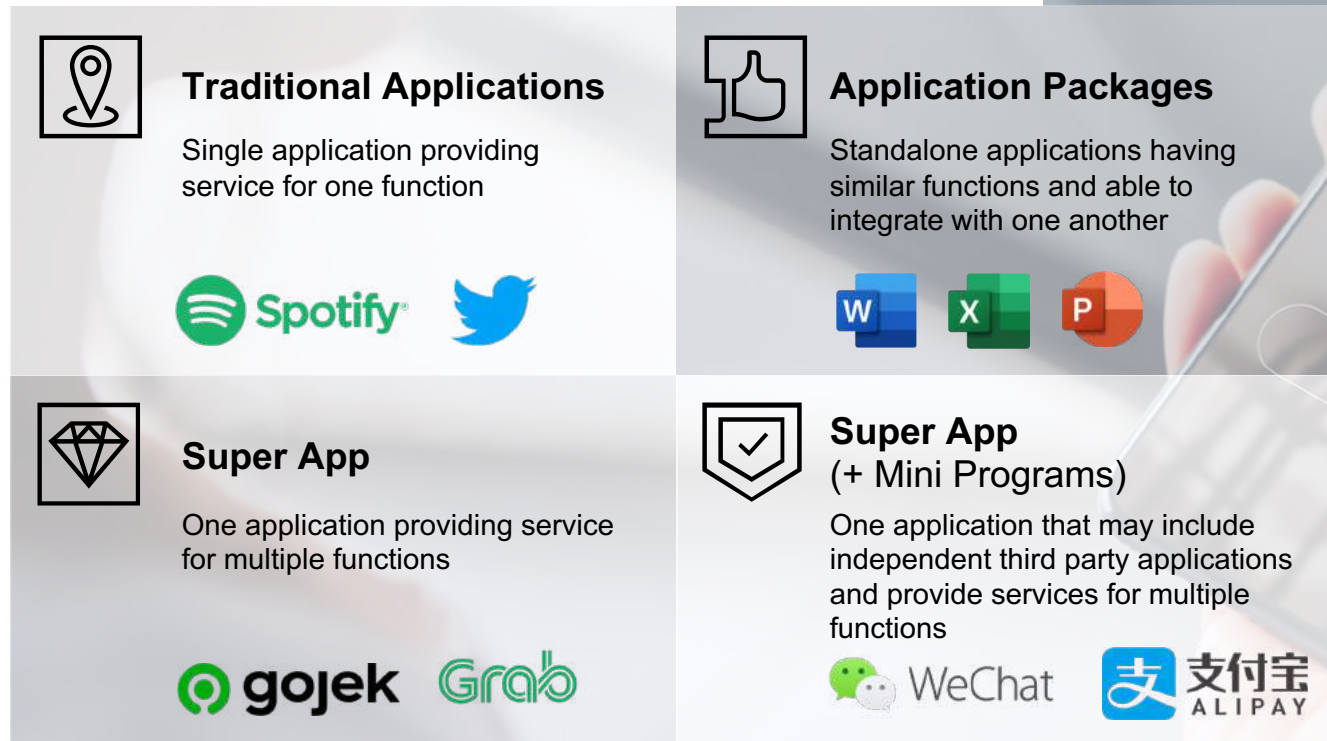 Traditional Applications
Single application providing
service for one function
Spotify
Application Packages
Standalone applications having
similar functions and able to
integrate with one another
W
X
P
Super App
One application providing service
for multiple functions
gojek
Grab
Super App
(+ Mini Programs)
One application that may include
independent third party applications
and provide services for multiple
functions
WeChat
支 支付宝
ALIPAY